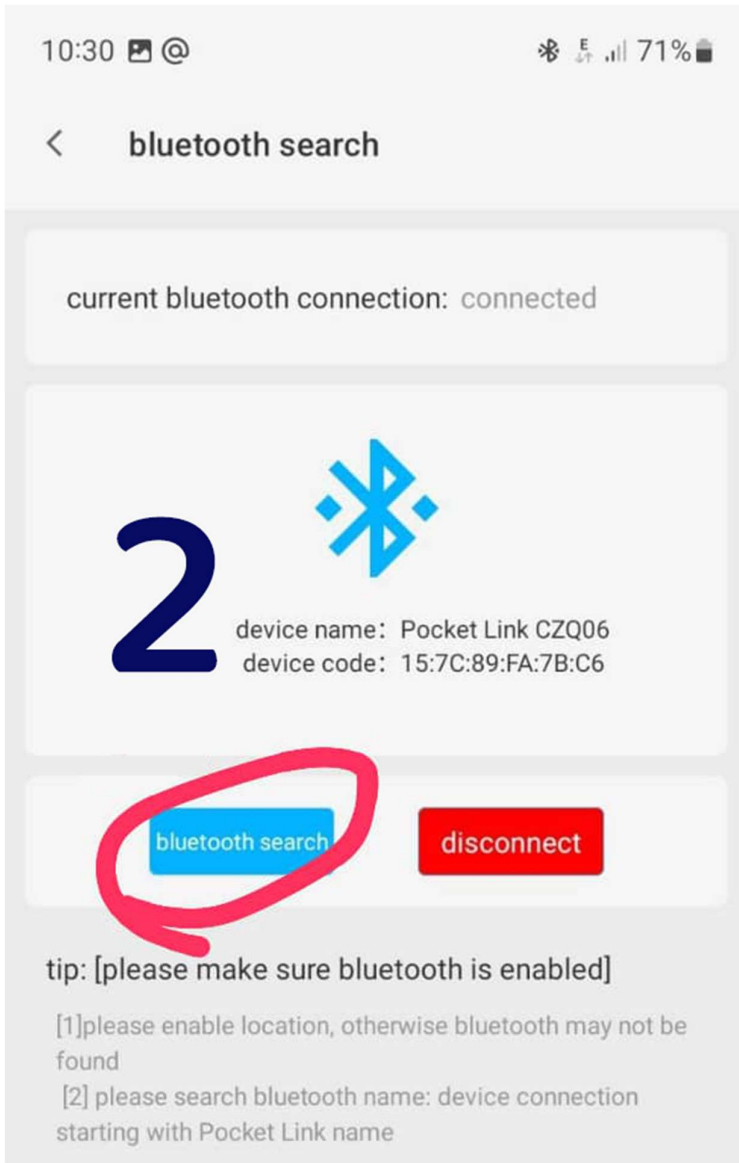 10:30 @ E 71%
bluetooth search
current bluetooth connection: connected
2
device name: Pocket Link CZQ06
device code: 15:7C:89:FA:7B:C6
bluetooth search disconnect
tip: [please make sure bluetooth is enabled]
[1]please enable location, otherwise bluetooth may not be
found
[2] please search bluetooth name: device connection
starting with Pocket Link name